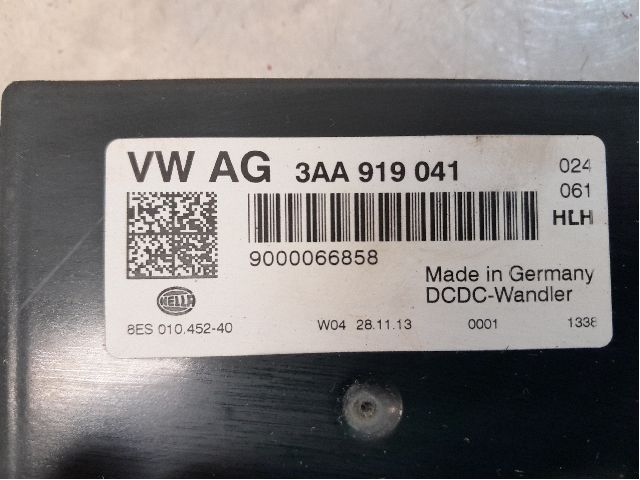 VW AG 3AA 919 041 024
061
HLH
9000066858
Made in Germany
DCDC-Wandler
HELLA
8ES 010.452-40 W04 28.11.13 0001 1338